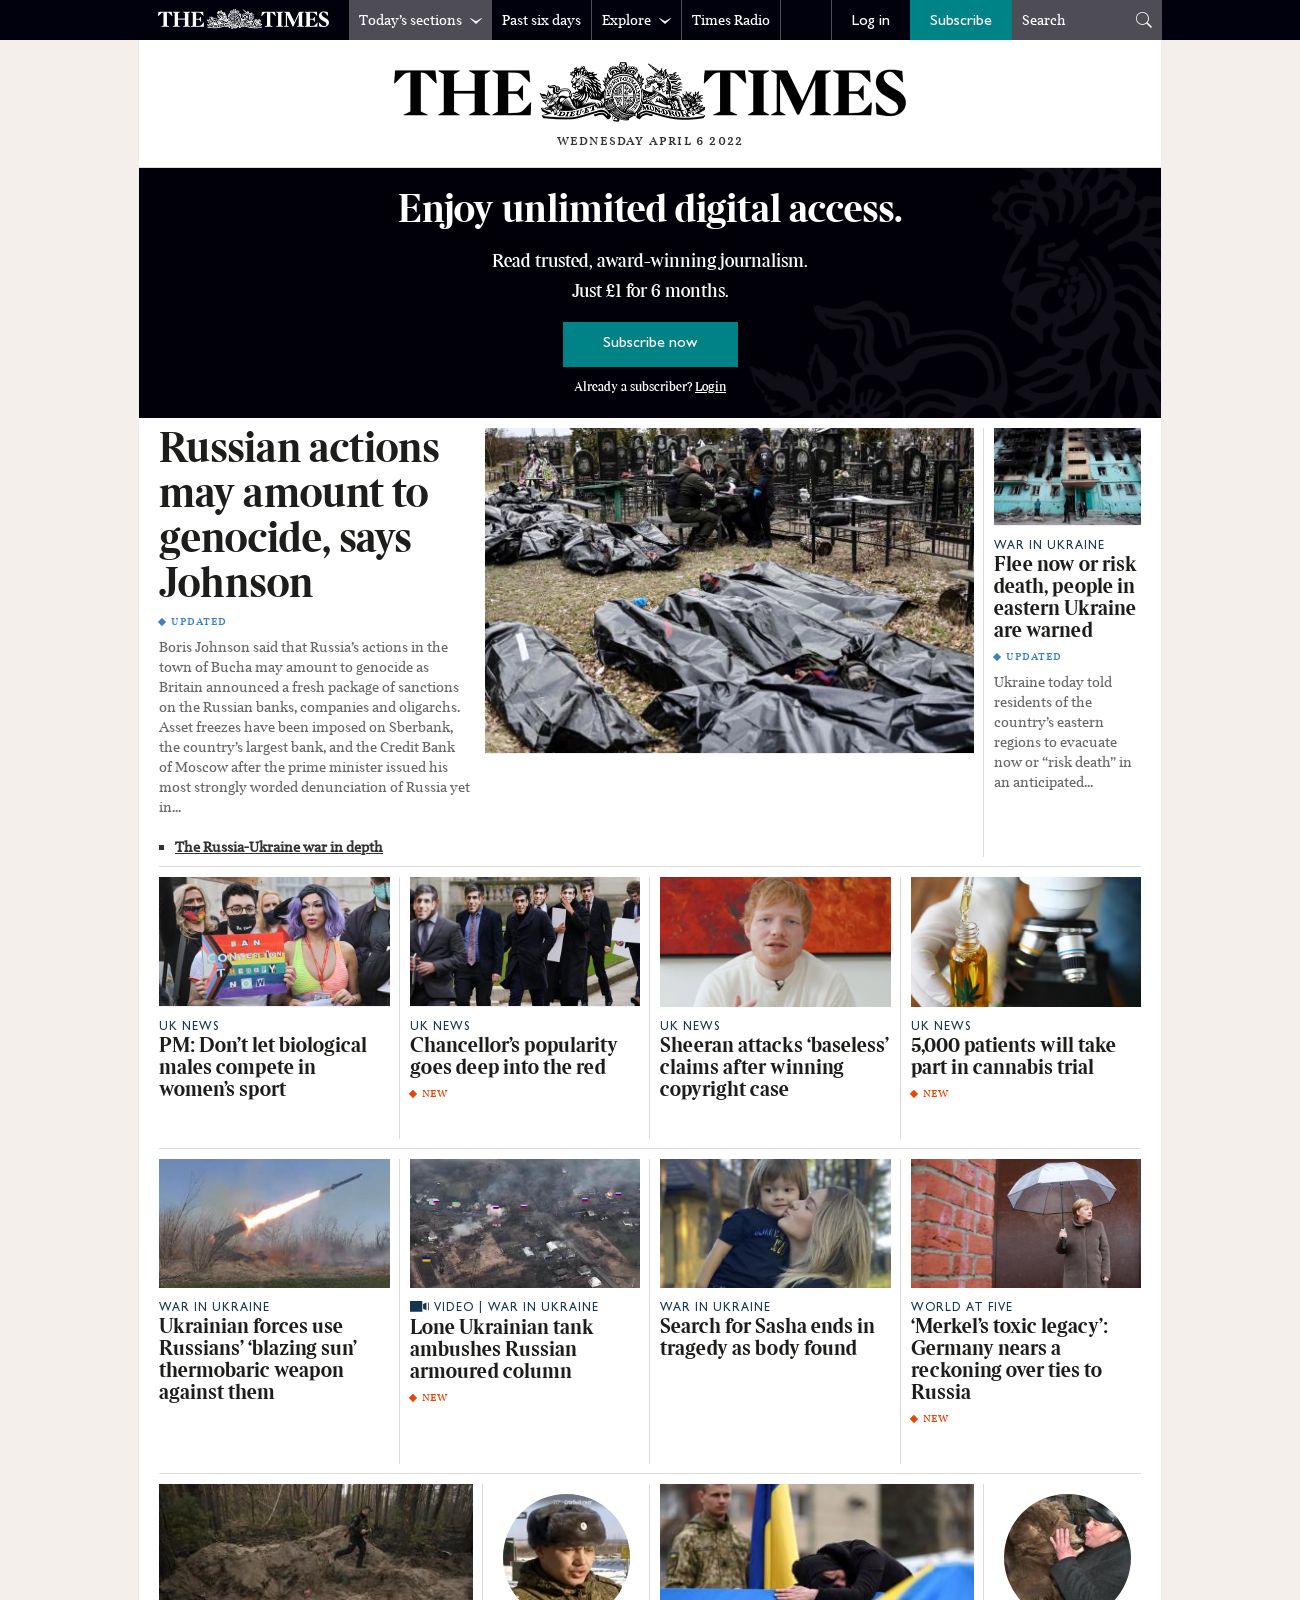 THE TIMES
Today's sections
Past six days
Explore
Times Radio
Log in
Subscribe
Search
THE TIMES
DIEU ET MON DROIT
WEDNESDAY APRIL 6 2022
Enjoy unlimited digital access.
Read trusted, award-winning journalism.
Just £1 for 6 months.
Subscribe now
Already a subscriber? Login
Russian actions
may amount to
genocide, says
Johnson
UPDATED
Boris Johnson said that Russia’s actions in the
town of Bucha may amount to genocide as
Britain announced a fresh package of sanctions
on the Russian banks, companies and oligarchs.
Asset freezes have been imposed on Sberbank,
the country’s largest bank, and the Credit Bank
of Moscow after the prime minister issued his
most strongly worded denunciation of Russia yet
in...
The Russia-Ukraine war in depth
WAR IN UKRAINE
Flee now or risk
death, people in
eastern Ukraine
are warned
UPDATED
Ukraine today told
residents of the
country’s eastern
regions to evacuate
now or “risk death” in
an anticipated...
BAN
CONVERSION
THERAPY
NOW
UK NEWS
PM: Don’t let biological
males compete in
women’s sport
UK NEWS
Chancellor’s popularity
goes deep into the red
NEW
UK NEWS
Sheeran attacks ‘baseless’
claims after winning
copyright case
UK NEWS
5,000 patients will take
part in cannabis trial
NEW
WAR IN UKRAINE
Ukrainian forces use
Russians’ ‘blazing sun’
thermobaric weapon
against them
VIDEO | WAR IN UKRAINE
Lone Ukrainian tank
ambushes Russian
armoured column
NEW
WAR IN UKRAINE
Search for Sasha ends in
tragedy as body found
WORLD AT FIVE
‘Merkel’s toxic legacy’:
Germany nears a
reckoning over ties to
Russia
NEW